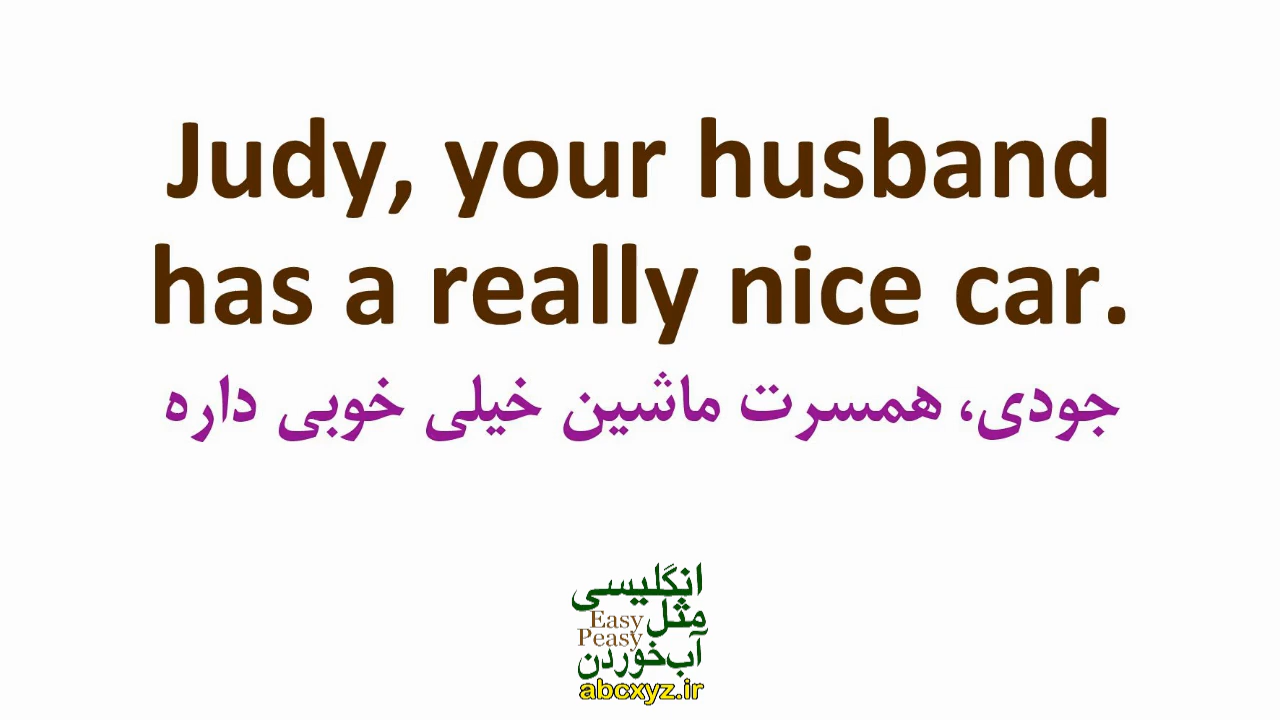 Judy, your husband
has a really nice car.
جودی، همسرت ماشین خیلی خوبی داره
انگلیسی
مثل
Easy
Peasy
آب‌خوردن
abcxyz.ir